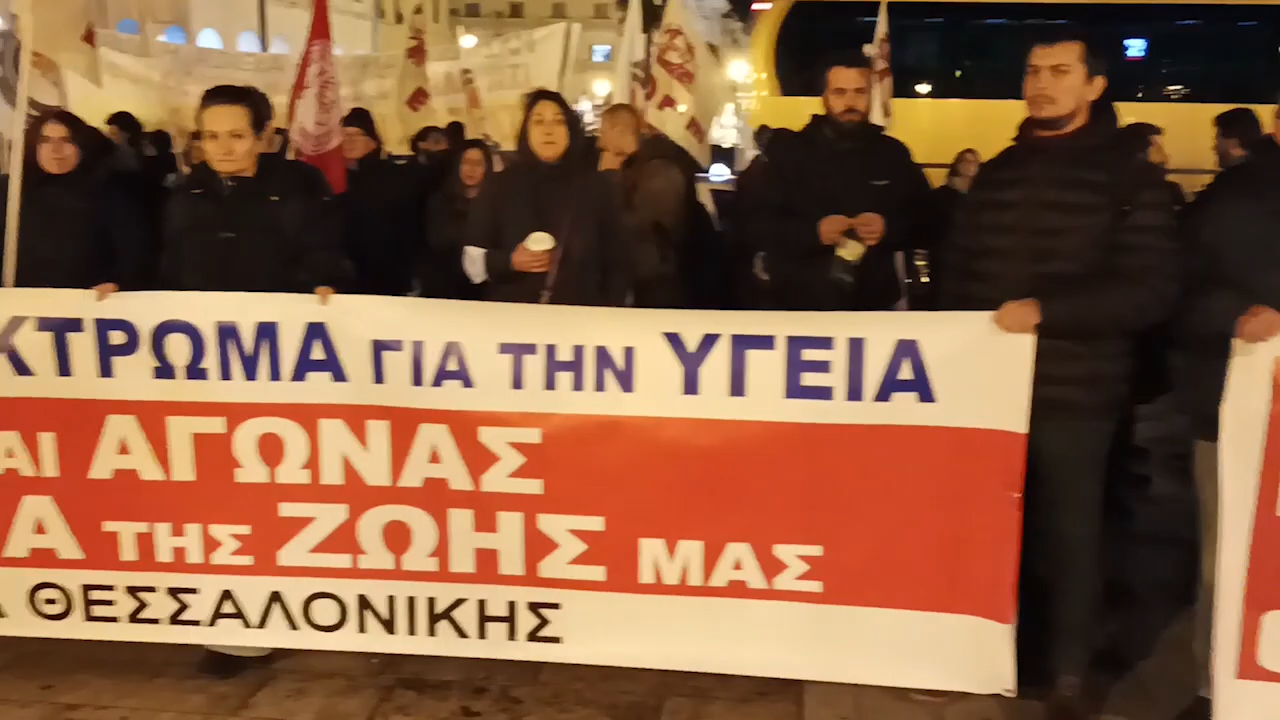 ΚΤΡΩΜΑ ΓΙΑ ΤΗΝ ΥΓΕΙΑ
ΑΙ ΑΓΩΝΑΣ
Α ΤΗΣ ΖΩΗΣ ΜΑΣ
ΘΕΣΣΑΛΟΝΙΚΗΣ